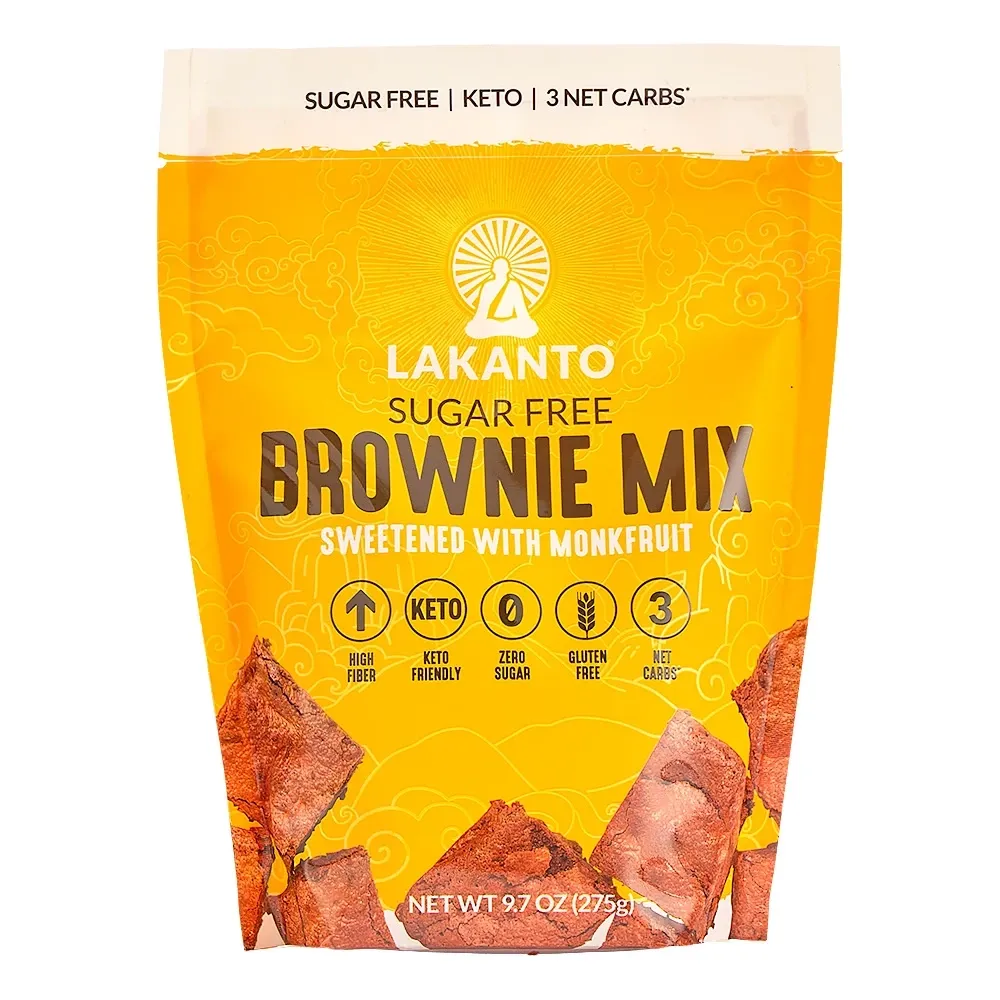 SUGAR FREE | KETO | 3 NET CARBS*
LAKANTO®
SUGAR FREE
BROWNIE MIX
SWEETENED WITH MONKFRUIT
HIGH FIBER
KETO
KETO FRIENDLY
0
ZERO SUGAR
GLUTEN FREE
3
NET CARBS*
NET WT 9.7 OZ (275g)